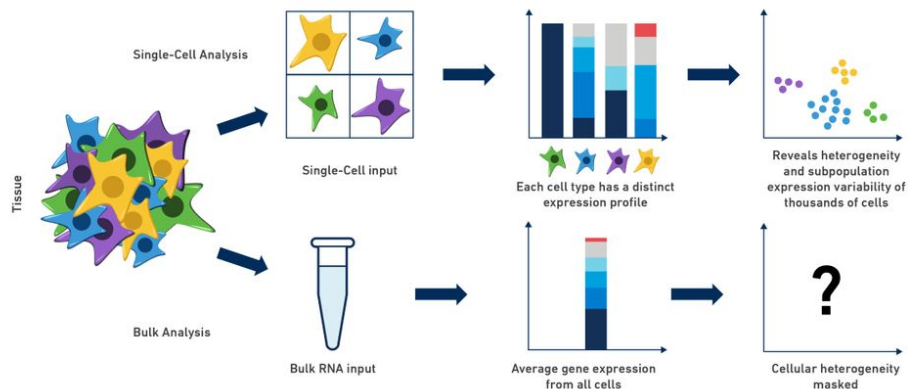 Single-Cell Analysis
Tissue
Single-Cell input
Each cell type has a distinct
expression profile
Reveals heterogeneity
and subpopulation
expression variability of
thousands of cells
Bulk Analysis
Bulk RNA input
Average gene expression
from all cells
?
Cellular heterogeneity
masked